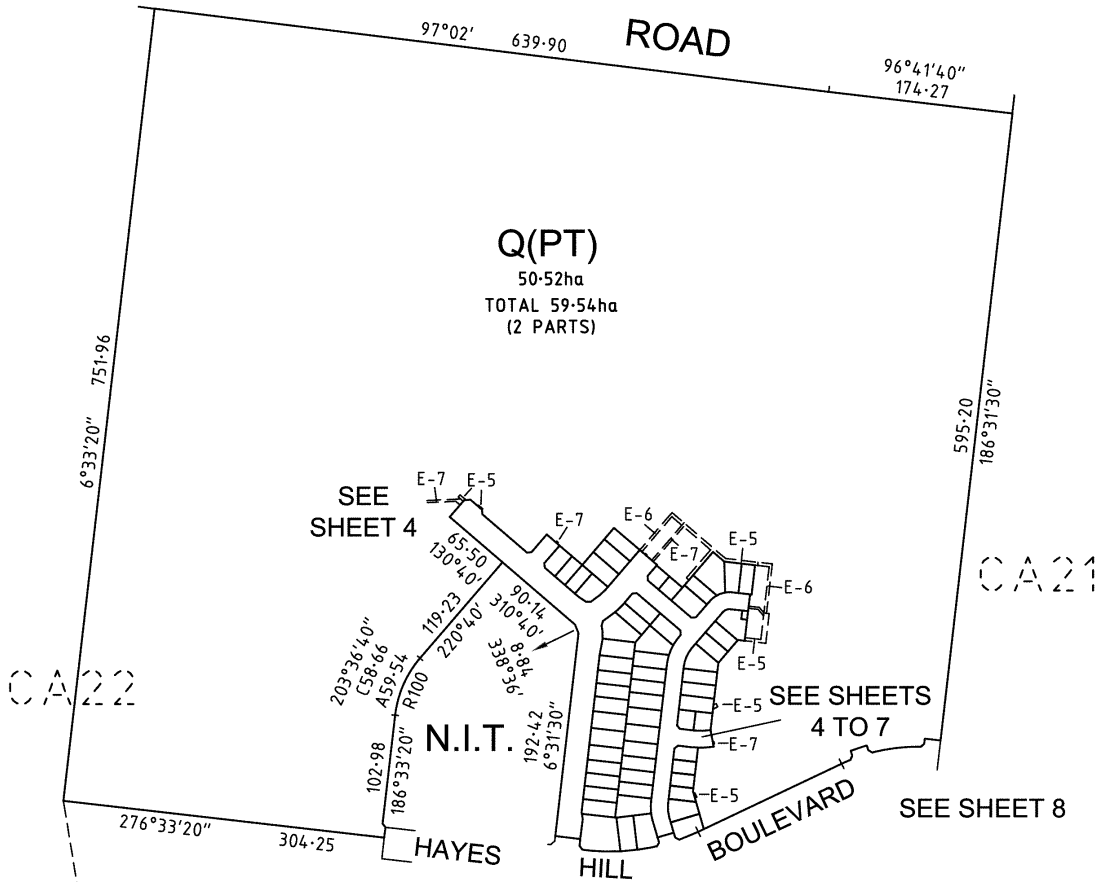 97°02' 639·90
ROAD
96°41'40"
174·27
Q(PT)
50·52ha
TOTAL 59·54ha
(2 PARTS)
751·96
6°33'20"
595·20
186°31'30"
SEE
SHEET 4
E-7
E-5
E-7
E-6
E-7
E-5
E-6
E-5
CA21
65·50
130°40'
90·14
310°40'
8·84
338°36'
119·23
220°40'
203°36'40"
C58·66
A59·54
R100
CA22
N.I.T.
192·42
6°31'30"
102·98
186°33'20"
E-5
SEE SHEETS
4 TO 7
E-7
E-5
276°33'20"
304·25
HAYES
HILL
BOULEVARD
SEE SHEET 8